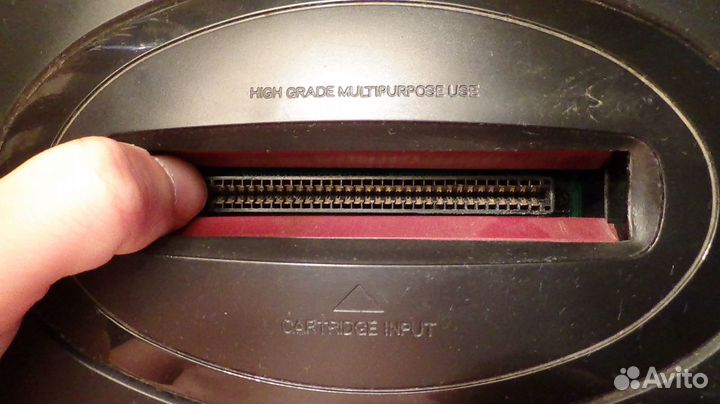 HIGH GRADE MULTIPURPOSE USE
CARTRIDGE INPUT
Avito